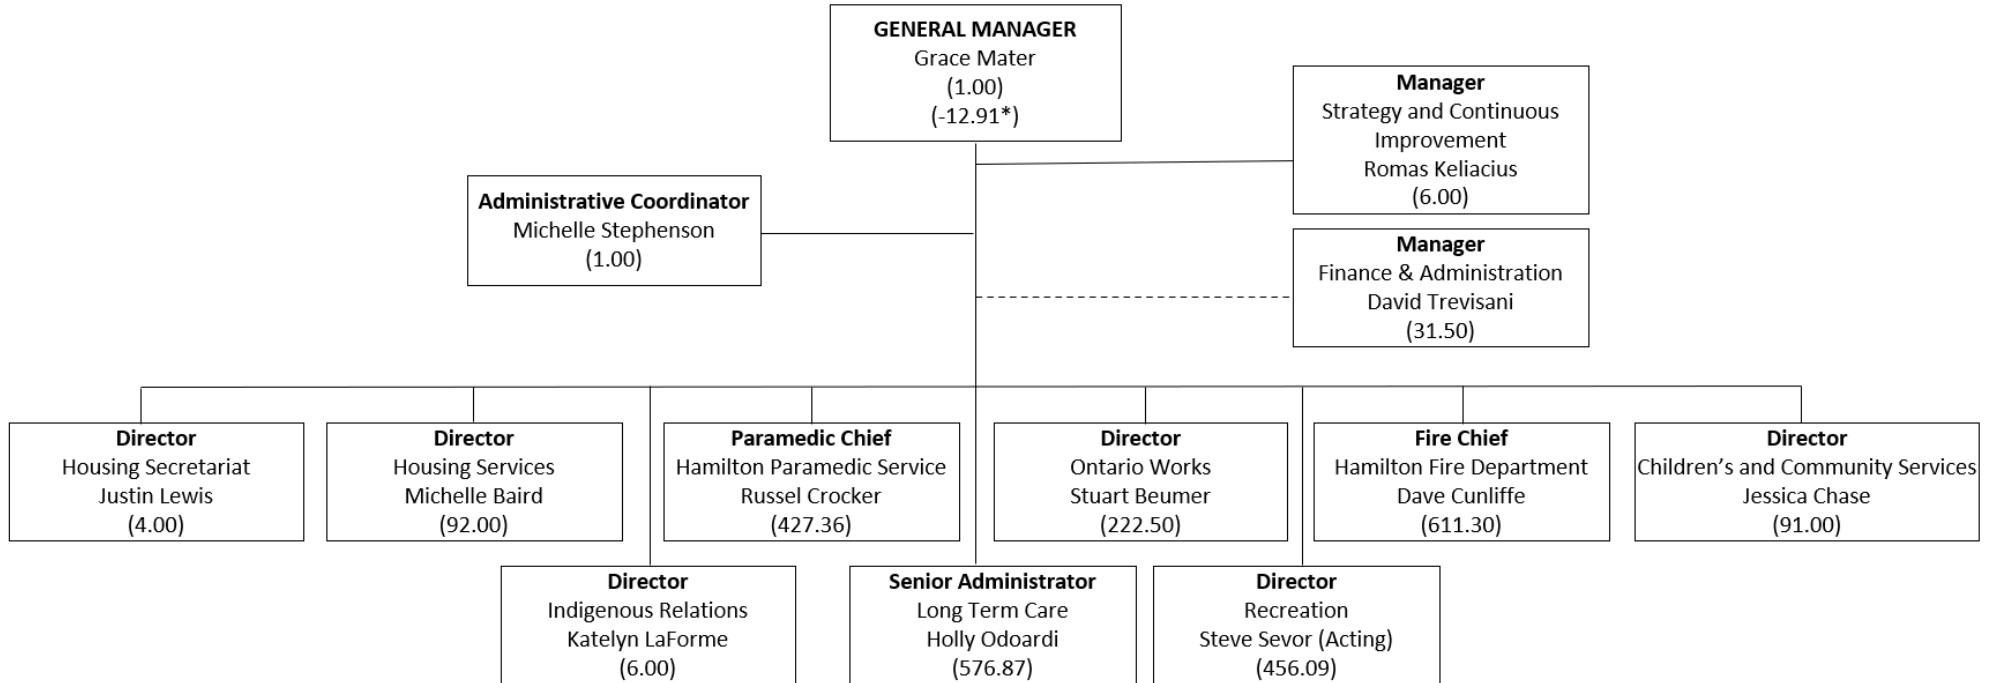 GENERAL MANAGER
Grace Mater
(1.00)
(-12.91*)
Manager
Strategy and Continuous
Improvement
Romas Keliacius
(6.00)
Administrative Coordinator
Michelle Stephenson
(1.00)
Manager
Finance & Administration
David Trevisani
(31.50)
Director
Housing Secretariat
Justin Lewis
(4.00)
Director
Housing Services
Michelle Baird
(92.00)
Paramedic Chief
Hamilton Paramedic Service
Russel Crocker
(427.36)
Director
Ontario Works
Stuart Beumer
(222.50)
Fire Chief
Hamilton Fire Department
Dave Cunliffe
(611.30)
Director
Children’s and Community Services
Jessica Chase
(91.00)
Director
Indigenous Relations
Katelyn LaForme
(6.00)
Senior Administrator
Long Term Care
Holly Odoardi
(576.87)
Director
Recreation
Steve Sevor (Acting)
(456.09)